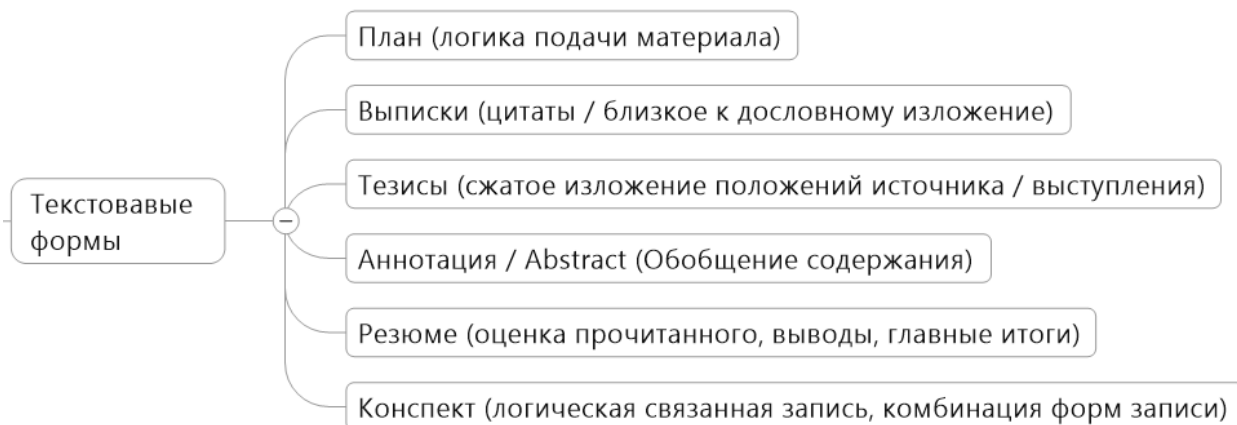 План (логика подачи материала)
Выписки (цитаты / близкое к дословному изложение)
Тезисы (сжатое изложение положений источника / выступления)
Текстовавые
формы
Аннотация / Abstract (Обобщение содержания)
Резюме (оценка прочитанного, выводы, главные итоги)
Конспект (логическая связанная запись, комбинация форм записи)